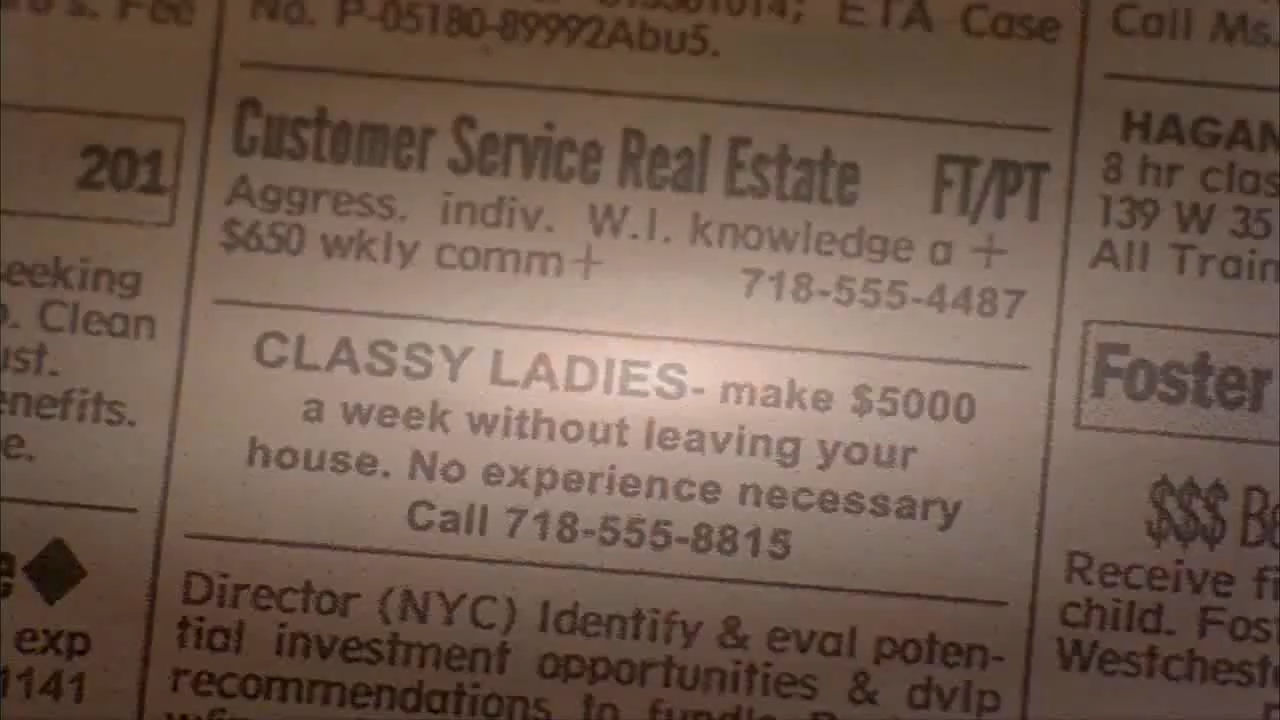 No. P-05180-89992Abu5.
ETA Case
Customer Service Real Estate FT/PT
Aggress. indiv. W.I. knowledge a +
$650 wkly comm+ 718-555-4487
CLASSY LADIES- make $5000
a week without leaving your
house. No experience necessary
Call 718-555-8815
Director (NYC) Identify & eval poten-
tial investment opportunities & dvlp
recommendations to
201
eeking
. Clean
ust.
enefits.
e.
exp
1141
Call Ms.
HAGAN
8 hr clas
139 W 35
All Train
Foster
$$$ B
Receive fi
child. Fos
Westcheste